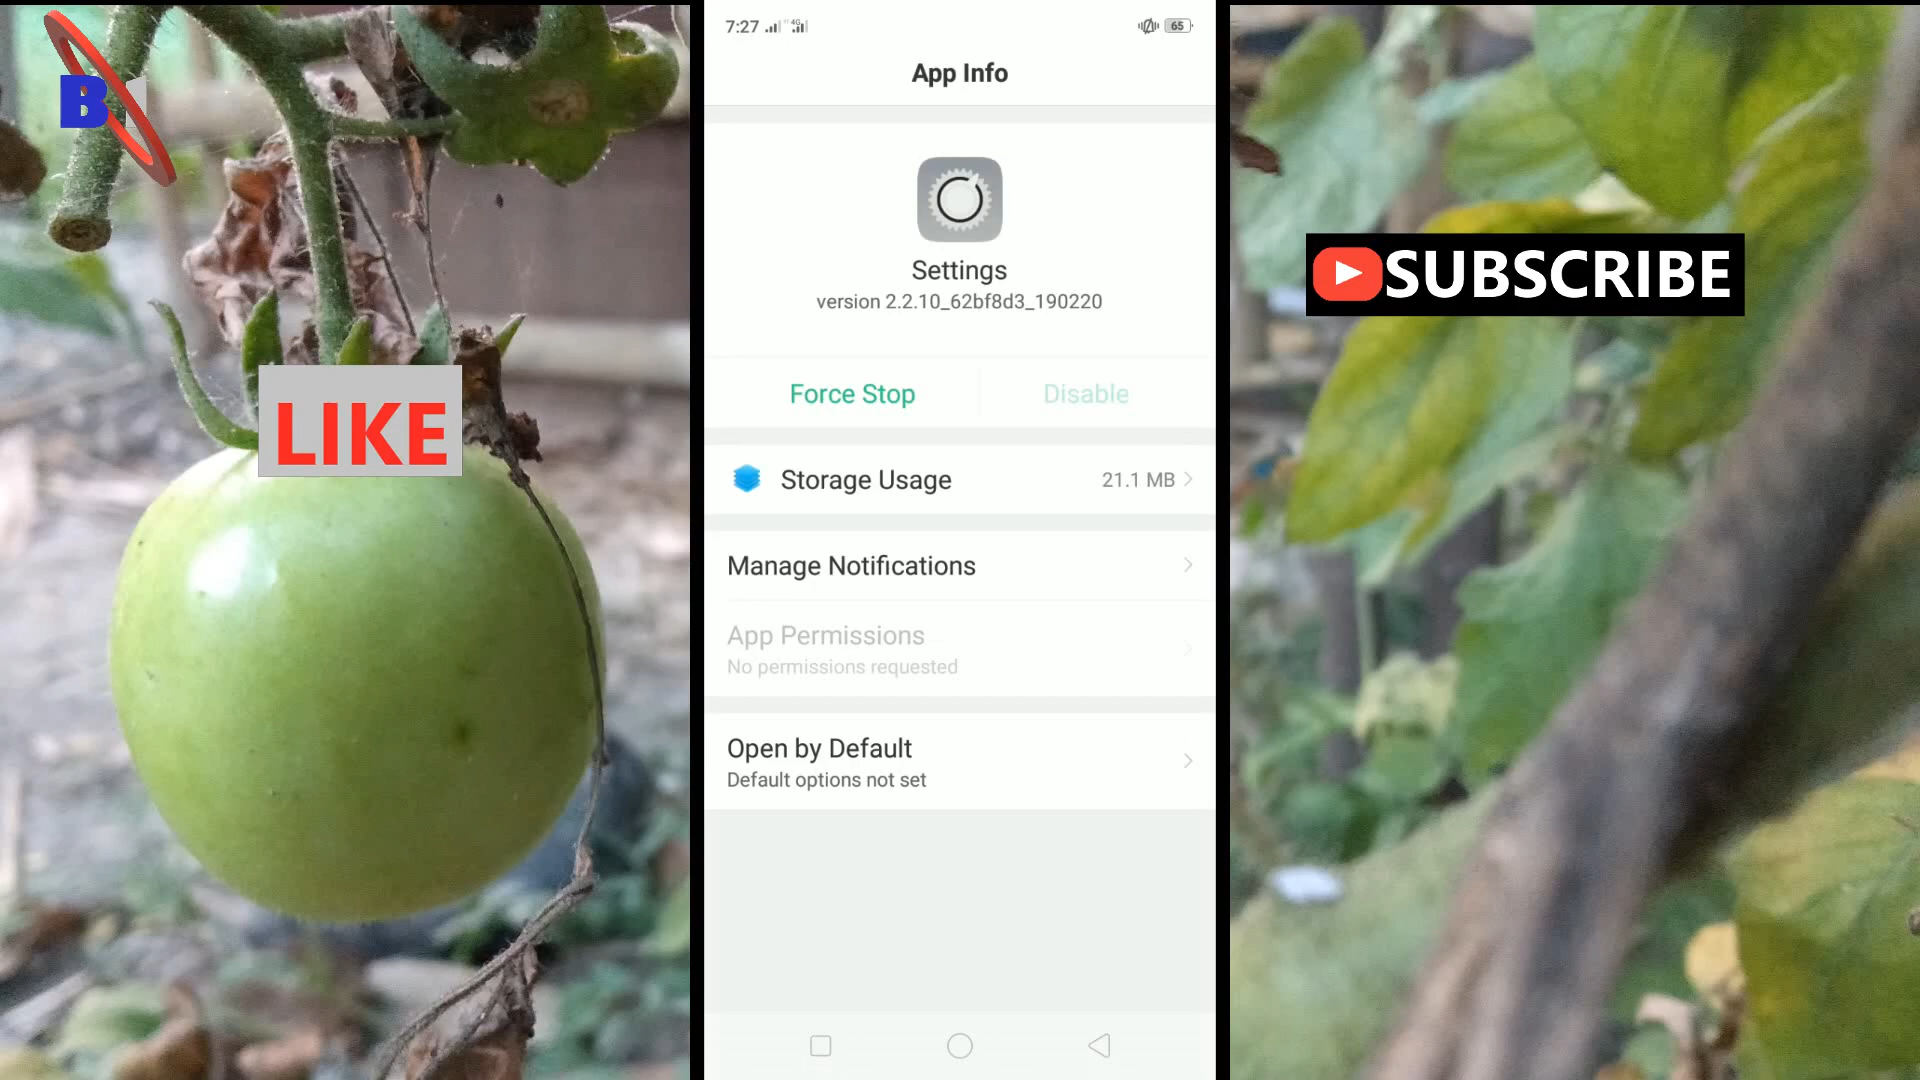 B
LIKE
7:27
4G
65
App Info
Settings
version 2.2.10_62bf8d3_190220
Force Stop
Disable
Storage Usage
21.1 MB
Manage Notifications
App Permissions
No permissions requested
Open by Default
Default options not set
SUBSCRIBE